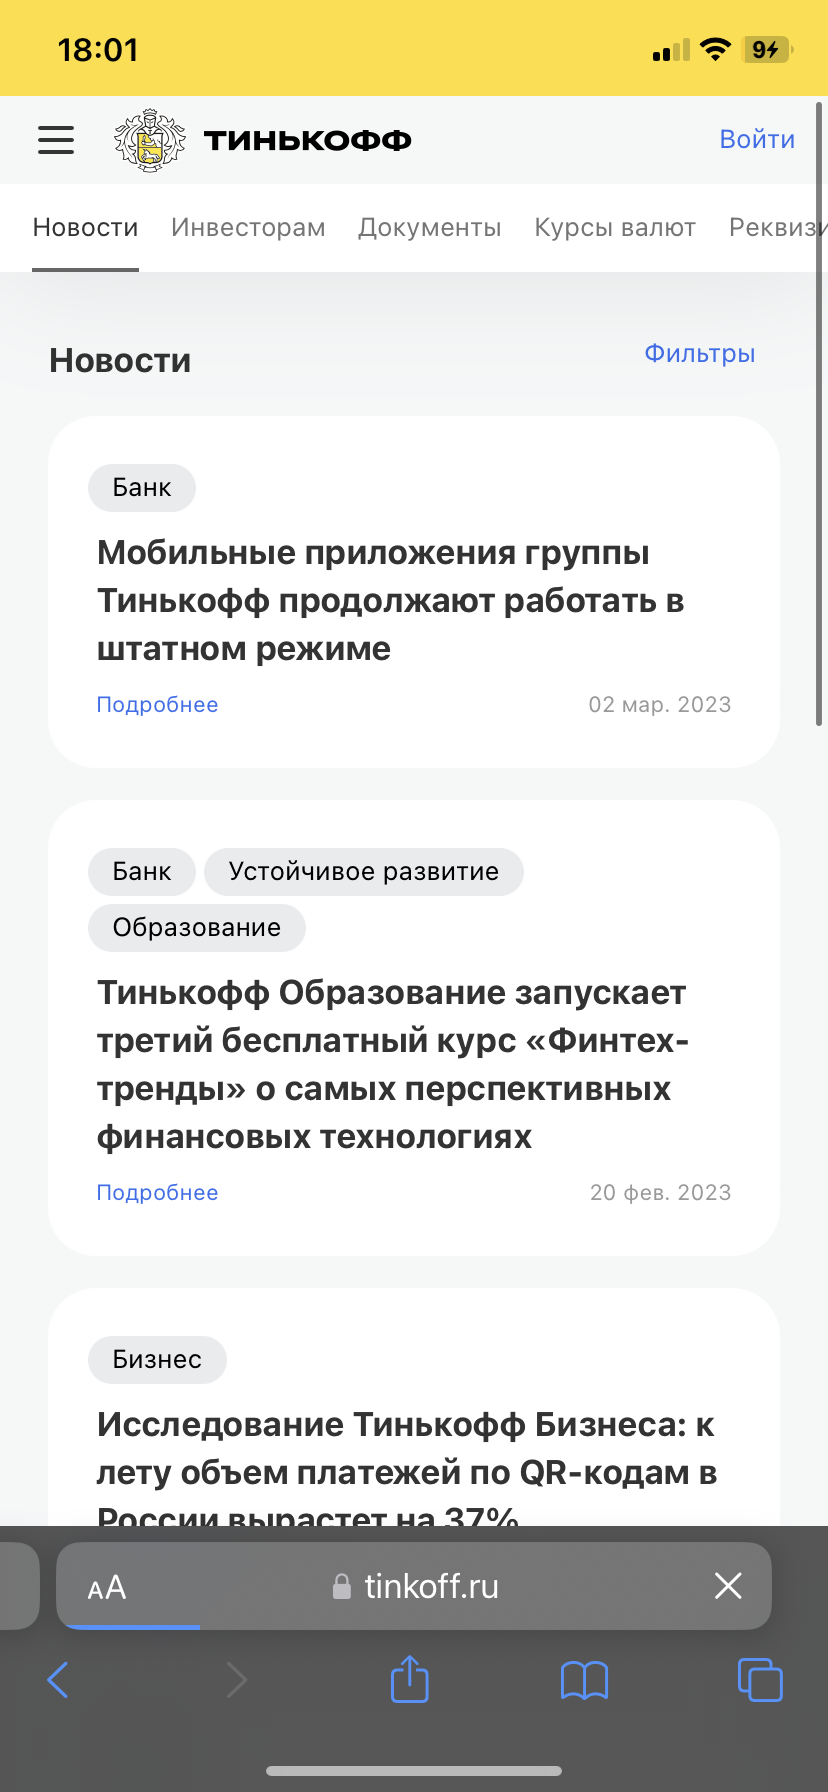 18:01
9
ТИНЬКОФФ
Войти
Новости Инвесторам Документы Курсы валют Реквизи
Новости
Фильтры
Банк
Мобильные приложения группы
Тинькофф продолжают работать в
штатном режиме
Подробнее 02 мар. 2023
Банк Устойчивое развитие
Образование
Тинькофф Образование запускает
третий бесплатный курс «Финтех-
тренды» о самых перспективных
финансовых технологиях
Подробнее 20 фев. 2023
Бизнес
Исследование Тинькофф Бизнеса: к
лету объем платежей по QR-кодам в
России вырастет на 37%
AA tinkoff.ru